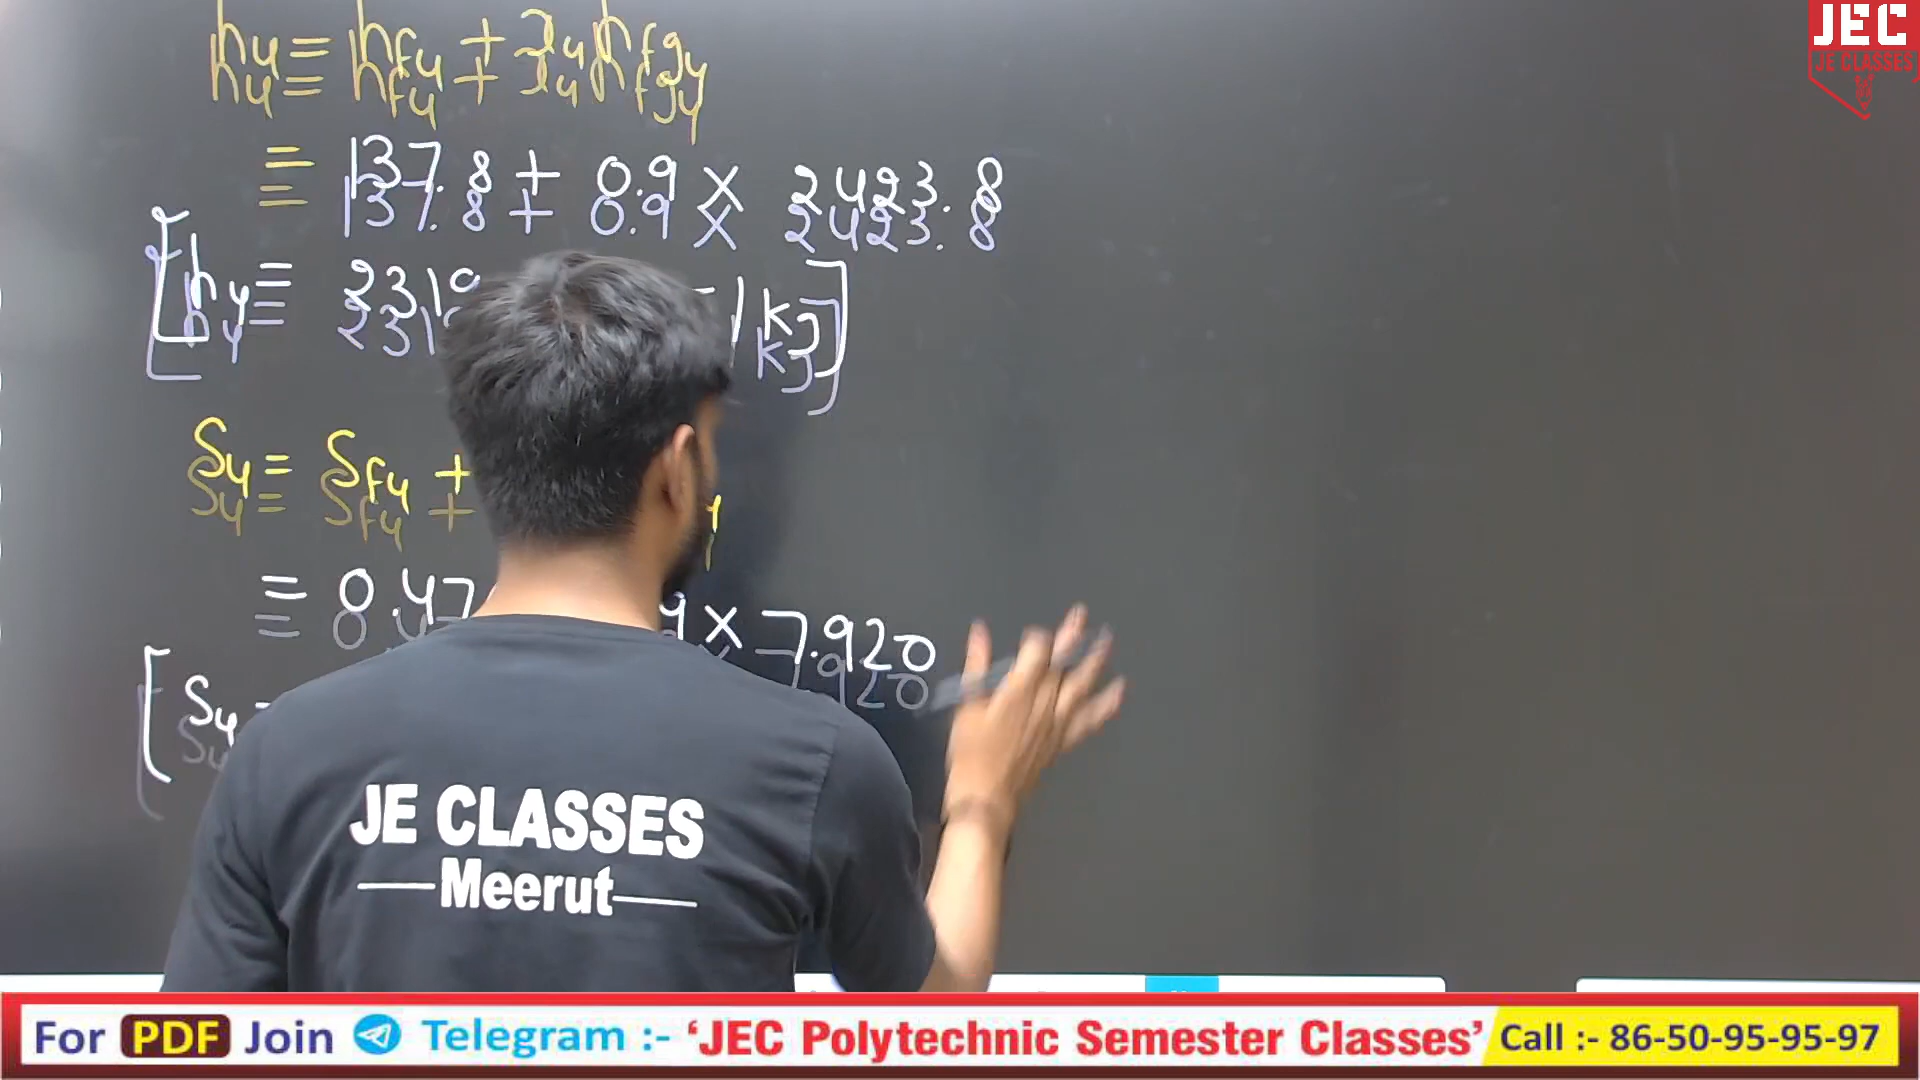 JEC
JE CLASSES
h4 = hf4 + x4 hfg4
= 137.8 + 0.9 × 2423.8
[h4 = 231 / kJ]
S4 = Sf4 +
= 0.47 9 × 7.920
[S4
JE CLASSES
Meerut
For PDF Join Telegram :- 'JEC Polytechnic Semester Classes' Call :- 86-50-95-95-97